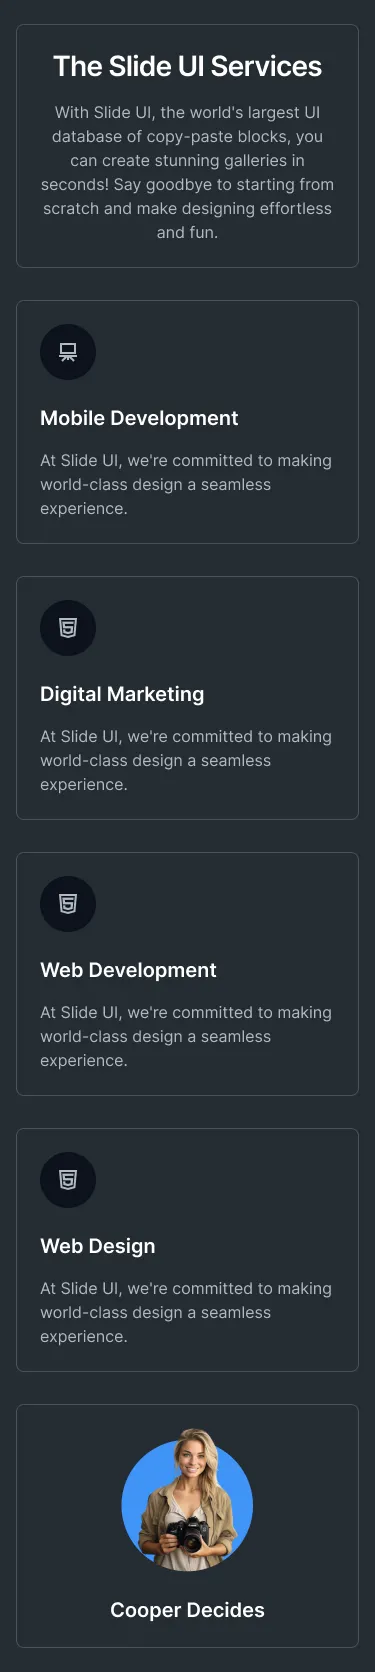 The Slide UI Services
With Slide UI, the world's largest UI
database of copy-paste blocks, you
can create stunning galleries in
seconds! Say goodbye to starting from
scratch and make designing effortless
and fun.
Mobile Development
At Slide UI, we're committed to making
world-class design a seamless
experience.
5
Digital Marketing
At Slide UI, we're committed to making
world-class design a seamless
experience.
5
Web Development
At Slide UI, we're committed to making
world-class design a seamless
experience.
5
Web Design
At Slide UI, we're committed to making
world-class design a seamless
experience.
Cooper Decides